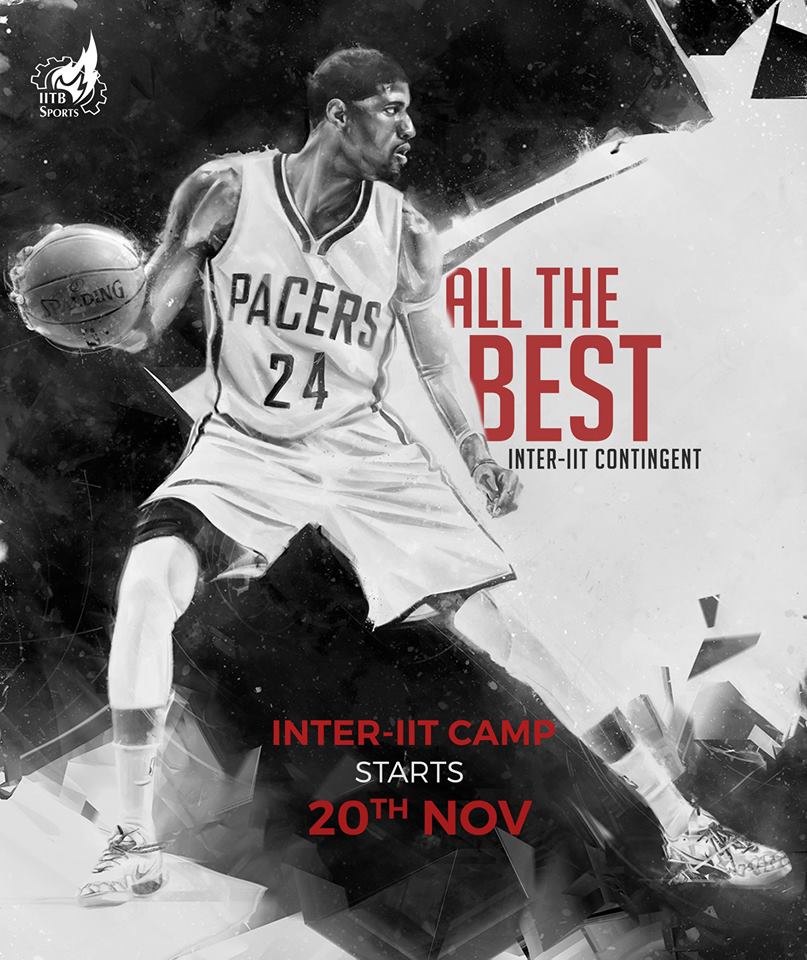 IITB
SPORTS
SPALDING
PACERS
24
ALL THE
BEST
INTER-IIT CONTINGENT
INTER-IIT CAMP
STARTS
20TH NOV